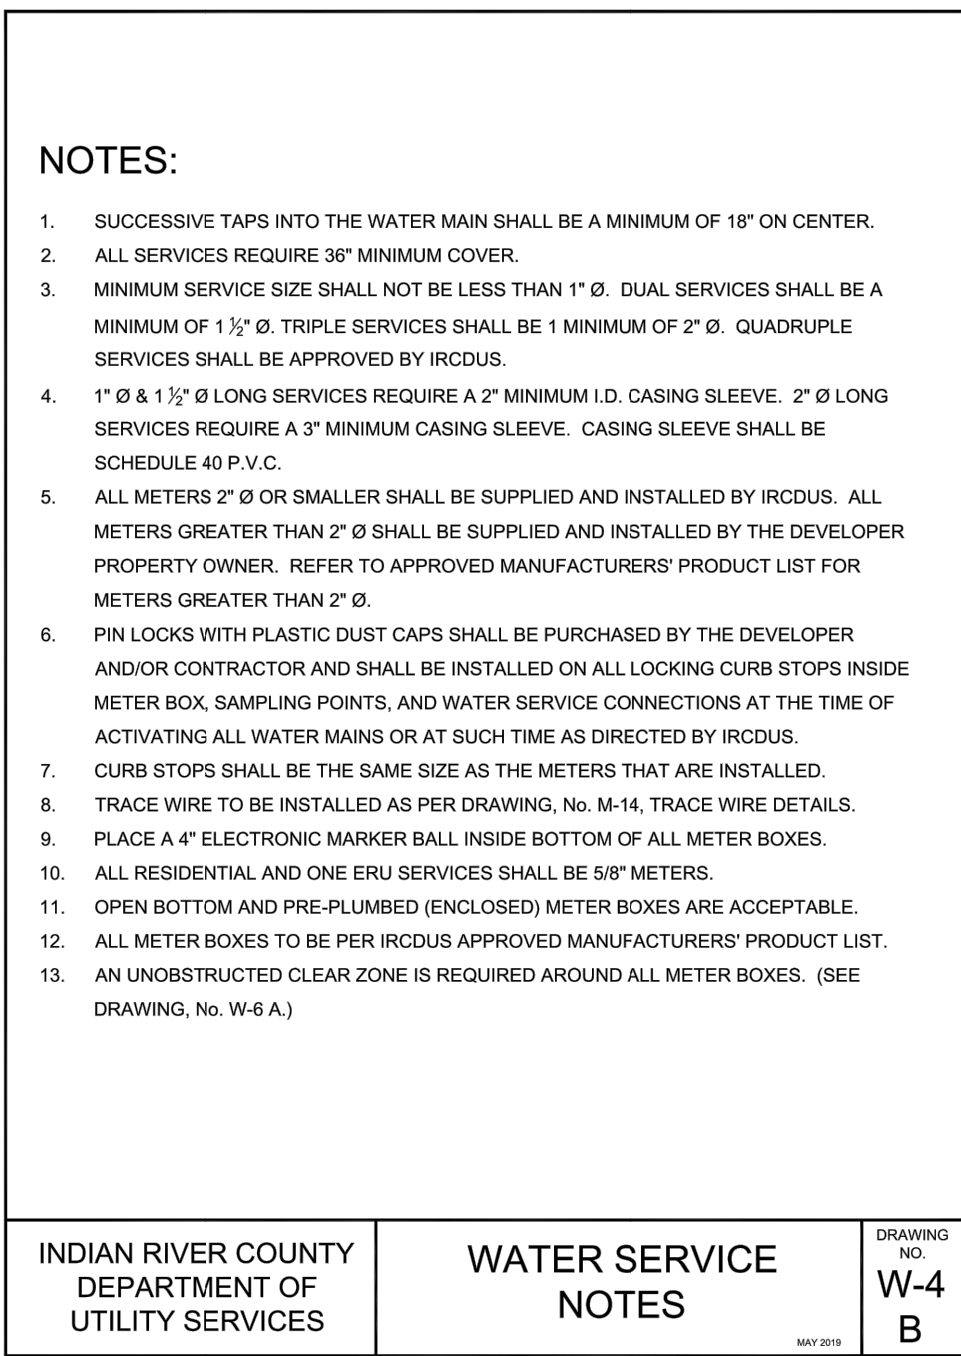 NOTES:
1. SUCCESSIVE TAPS INTO THE WATER MAIN SHALL BE A MINIMUM OF 18" ON CENTER.
2. ALL SERVICES REQUIRE 36" MINIMUM COVER.
3. MINIMUM SERVICE SIZE SHALL NOT BE LESS THAN 1" Ø. DUAL SERVICES SHALL BE A
MINIMUM OF 1 ½" Ø. TRIPLE SERVICES SHALL BE 1 MINIMUM OF 2" Ø. QUADRUPLE
SERVICES SHALL BE APPROVED BY IRCDUS.
4. 1" Ø & 1 ½" Ø LONG SERVICES REQUIRE A 2" MINIMUM I.D. CASING SLEEVE. 2" Ø LONG
SERVICES REQUIRE A 3" MINIMUM CASING SLEEVE. CASING SLEEVE SHALL BE
SCHEDULE 40 P.V.C.
5. ALL METERS 2" Ø OR SMALLER SHALL BE SUPPLIED AND INSTALLED BY IRCDUS. ALL
METERS GREATER THAN 2" Ø SHALL BE SUPPLIED AND INSTALLED BY THE DEVELOPER
PROPERTY OWNER. REFER TO APPROVED MANUFACTURERS' PRODUCT LIST FOR
METERS GREATER THAN 2" Ø.
6. PIN LOCKS WITH PLASTIC DUST CAPS SHALL BE PURCHASED BY THE DEVELOPER
AND/OR CONTRACTOR AND SHALL BE INSTALLED ON ALL LOCKING CURB STOPS INSIDE
METER BOX, SAMPLING POINTS, AND WATER SERVICE CONNECTIONS AT THE TIME OF
ACTIVATING ALL WATER MAINS OR AT SUCH TIME AS DIRECTED BY IRCDUS.
7. CURB STOPS SHALL BE THE SAME SIZE AS THE METERS THAT ARE INSTALLED.
8. TRACE WIRE TO BE INSTALLED AS PER DRAWING, No. M-14, TRACE WIRE DETAILS.
9. PLACE A 4" ELECTRONIC MARKER BALL INSIDE BOTTOM OF ALL METER BOXES.
10. ALL RESIDENTIAL AND ONE ERU SERVICES SHALL BE 5/8" METERS.
11. OPEN BOTTOM AND PRE-PLUMBED (ENCLOSED) METER BOXES ARE ACCEPTABLE.
12. ALL METER BOXES TO BE PER IRCDUS APPROVED MANUFACTURERS' PRODUCT LIST.
13. AN UNOBSTRUCTED CLEAR ZONE IS REQUIRED AROUND ALL METER BOXES. (SEE
DRAWING, No. W-6 A.)
INDIAN RIVER COUNTY
DEPARTMENT OF
UTILITY SERVICES
WATER SERVICE
NOTES
MAY 2019
DRAWING
NO.
W-4
B